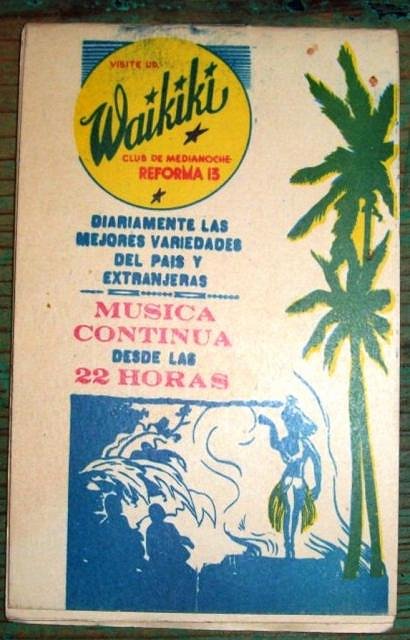 VISITE UD.
Waikiki
CLUB DE MEDIANOCHE-
REFORMA 13
DIARIAMENTE LAS
MEJORES VARIEDADES
DEL PAIS Y
EXTRANJERAS
MUSICA
CONTINUA
DESDE LAS
22 HORAS